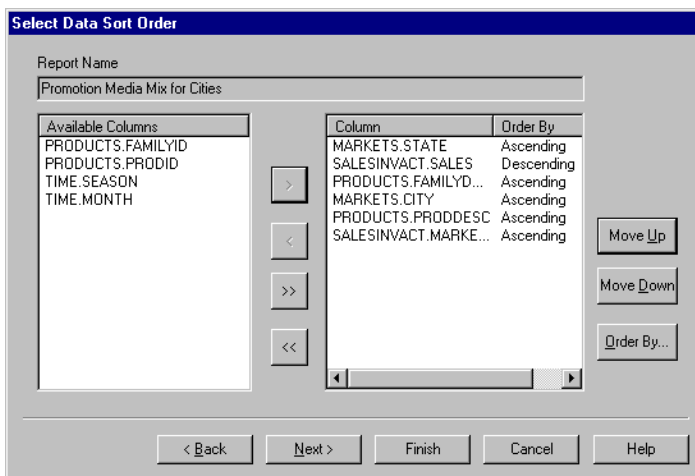 Select Data Sort Order
Report Name
Promotion Media Mix for Cities
Available Columns
PRODUCTS.FAMILYID
PRODUCTS.PRODID
TIME.SEASON
TIME.MONTH
>
<
>>
<<
Column Order By
MARKETS.STATE Ascending
SALESINVACT.SALES Descending
PRODUCTS.FAMILYD... Ascending
MARKETS.CITY Ascending
PRODUCTS.PRODDESC Ascending
SALESINVACT.MARKE... Ascending
Move Up
Move Down
Order By...
< Back Next > Finish Cancel Help